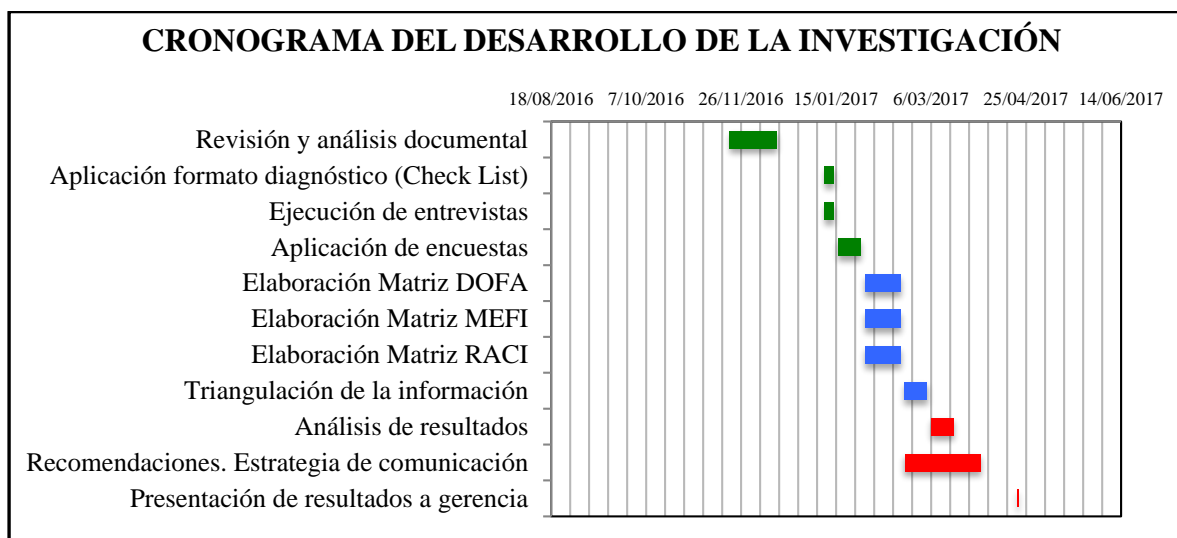 CRONOGRAMA DEL DESARROLLO DE LA INVESTIGACIÓN
18/08/2016 7/10/2016 26/11/2016 15/01/2017 6/03/2017 25/04/2017 14/06/2017
Revisión y análisis documental
Aplicación formato diagnóstico (Check List)
Ejecución de entrevistas
Aplicación de encuestas
Elaboración Matriz DOFA
Elaboración Matriz MEFI
Elaboración Matriz RACI
Triangulación de la información
Análisis de resultados
Recomendaciones. Estrategia de comunicación
Presentación de resultados a gerencia